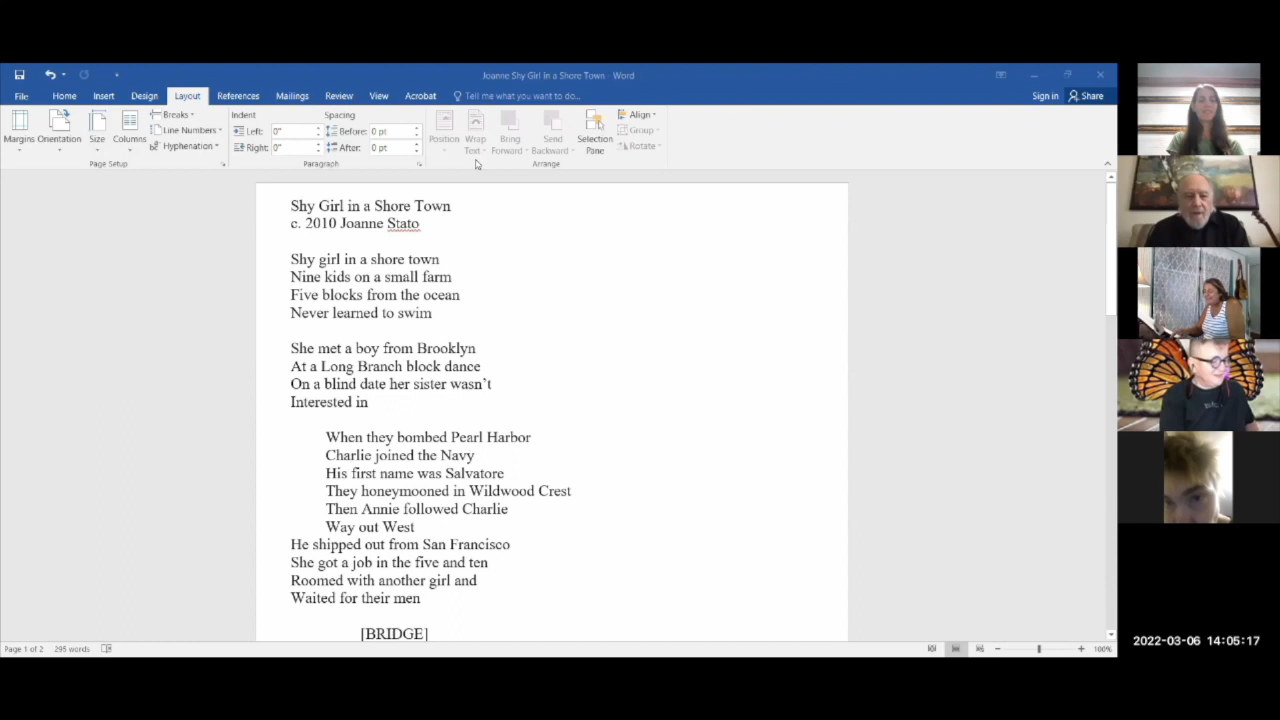 Joanne Shy Girl in a Shore Town - Word
File Home Insert Design Layout References Mailings Review View Acrobat Tell me what you want to do... Sign in Share
Margins Orientation Size Columns
Breaks
Line Numbers
Hyphenation
Page Setup
Indent Spacing
Left: 0" Before: 0 pt
Right: 0" After: 0 pt
Paragraph
Position Wrap Text Bring Forward Send Backward Selection Pane
Align
Group
Rotate
Arrange
Shy Girl in a Shore Town
c. 2010 Joanne Stato
Shy girl in a shore town
Nine kids on a small farm
Five blocks from the ocean
Never learned to swim
She met a boy from Brooklyn
At a Long Branch block dance
On a blind date her sister wasn’t
Interested in
When they bombed Pearl Harbor
Charlie joined the Navy
His first name was Salvatore
They honeymooned in Wildwood Crest
Then Annie followed Charlie
Way out West
He shipped out from San Francisco
She got a job in the five and ten
Roomed with another girl and
Waited for their men
[BRIDGE]
Page 1 of 2 295 words 100%
2022-03-06 14:05:17